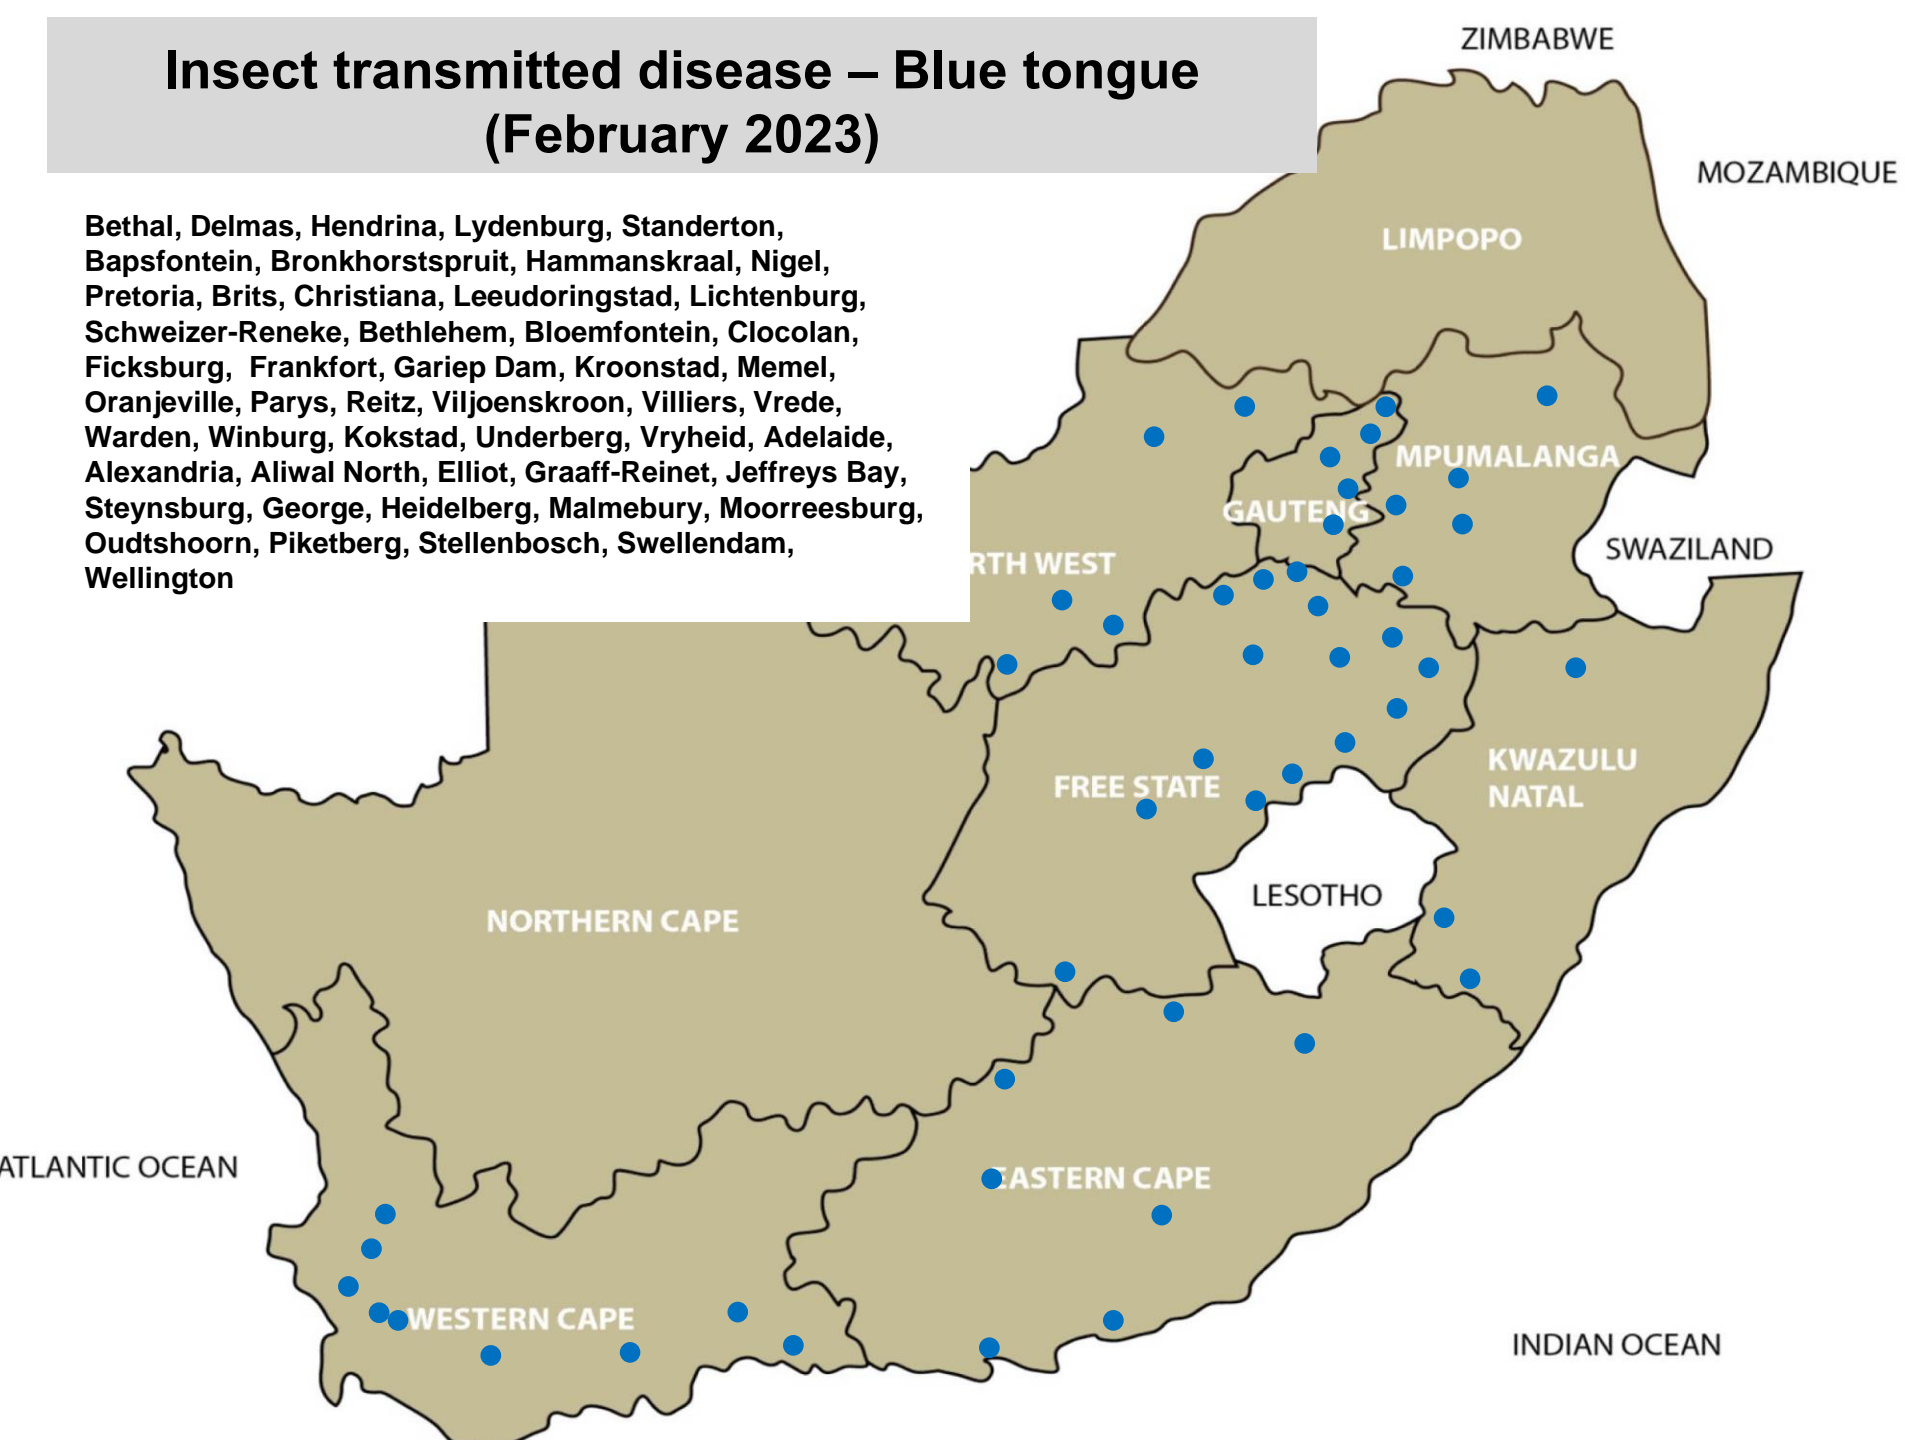 Insect transmitted disease – Blue tongue
(February 2023)
ZIMBABWE
MOZAMBIQUE
Bethal, Delmas, Hendrina, Lydenburg, Standerton,
Bapsfontein, Bronkhorstspruit, Hammanskraal, Nigel,
Pretoria, Brits, Christiana, Leeudoringstad, Lichtenburg,
Schweizer-Reneke, Bethlehem, Bloemfontein, Clocolan,
Ficksburg,  Frankfort, Gariep Dam, Kroonstad, Memel,
Oranjeville, Parys, Reitz, Viljoenskroon, Villiers, Vrede,
Warden, Winburg, Kokstad, Underberg, Vryheid, Adelaide,
Alexandria, Aliwal North, Elliot, Graaff-Reinet, Jeffreys Bay,
Steynsburg, George, Heidelberg, Malmebury, Moorreesburg,
Oudtshoorn, Piketberg, Stellenbosch, Swellendam,
Wellington
LIMPOPO
MPUMALANGA
GAUTENG
RTH WEST
SWAZILAND
KWAZULU
NATAL
FREE STATE
LESOTHO
NORTHERN CAPE
ATLANTIC OCEAN
EASTERN CAPE
WESTERN CAPE
INDIAN OCEAN